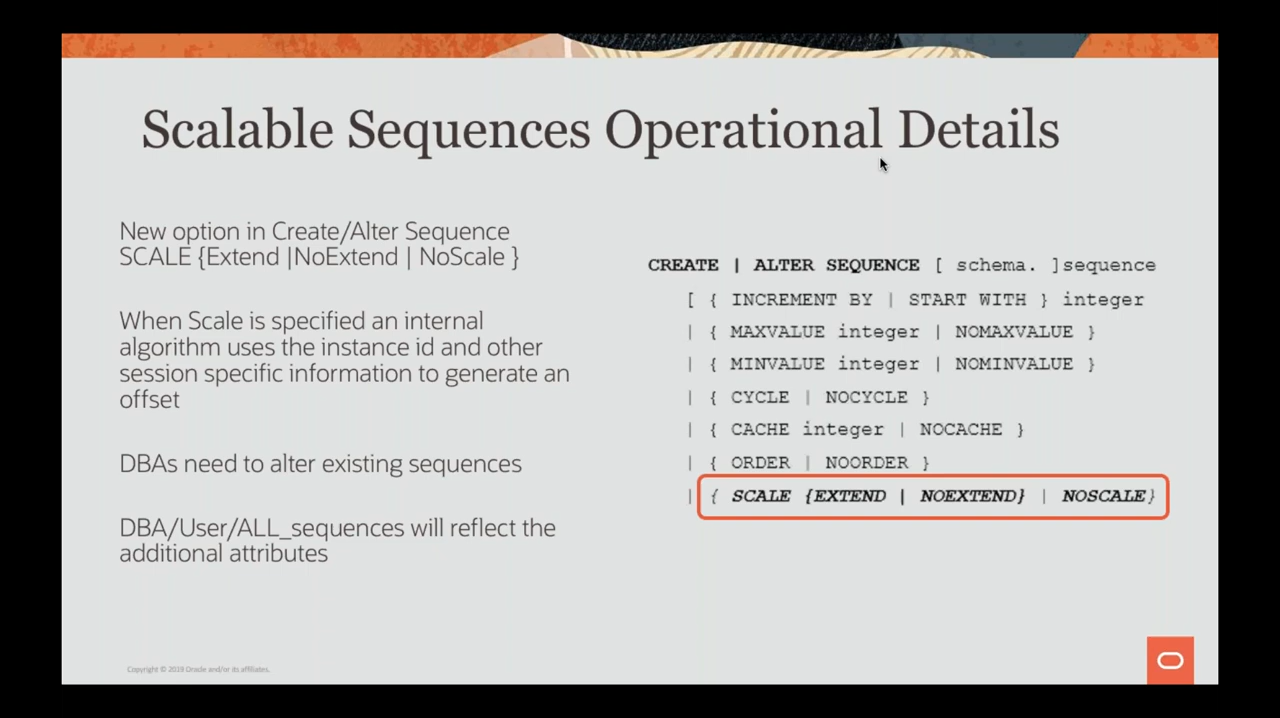 Scalable Sequences Operational Details
New option in Create/Alter Sequence
SCALE {Extend |NoExtend | NoScale }
When Scale is specified an internal
algorithm uses the instance id and other
session specific information to generate an
offset
DBAs need to alter existing sequences
DBA/User/ALL_sequences will reflect the
additional attributes
CREATE | ALTER SEQUENCE [ schema. ]sequence
[ { INCREMENT BY | START WITH } integer
| { MAXVALUE integer | NOMAXVALUE }
| { MINVALUE integer | NOMINVALUE }
| { CYCLE | NOCYCLE }
| { CACHE integer | NOCACHE }
| { ORDER | NOORDER }
| { SCALE {EXTEND | NOEXTEND} | NOSCALE}
Copyright © 2019 Oracle and/or its affiliates.